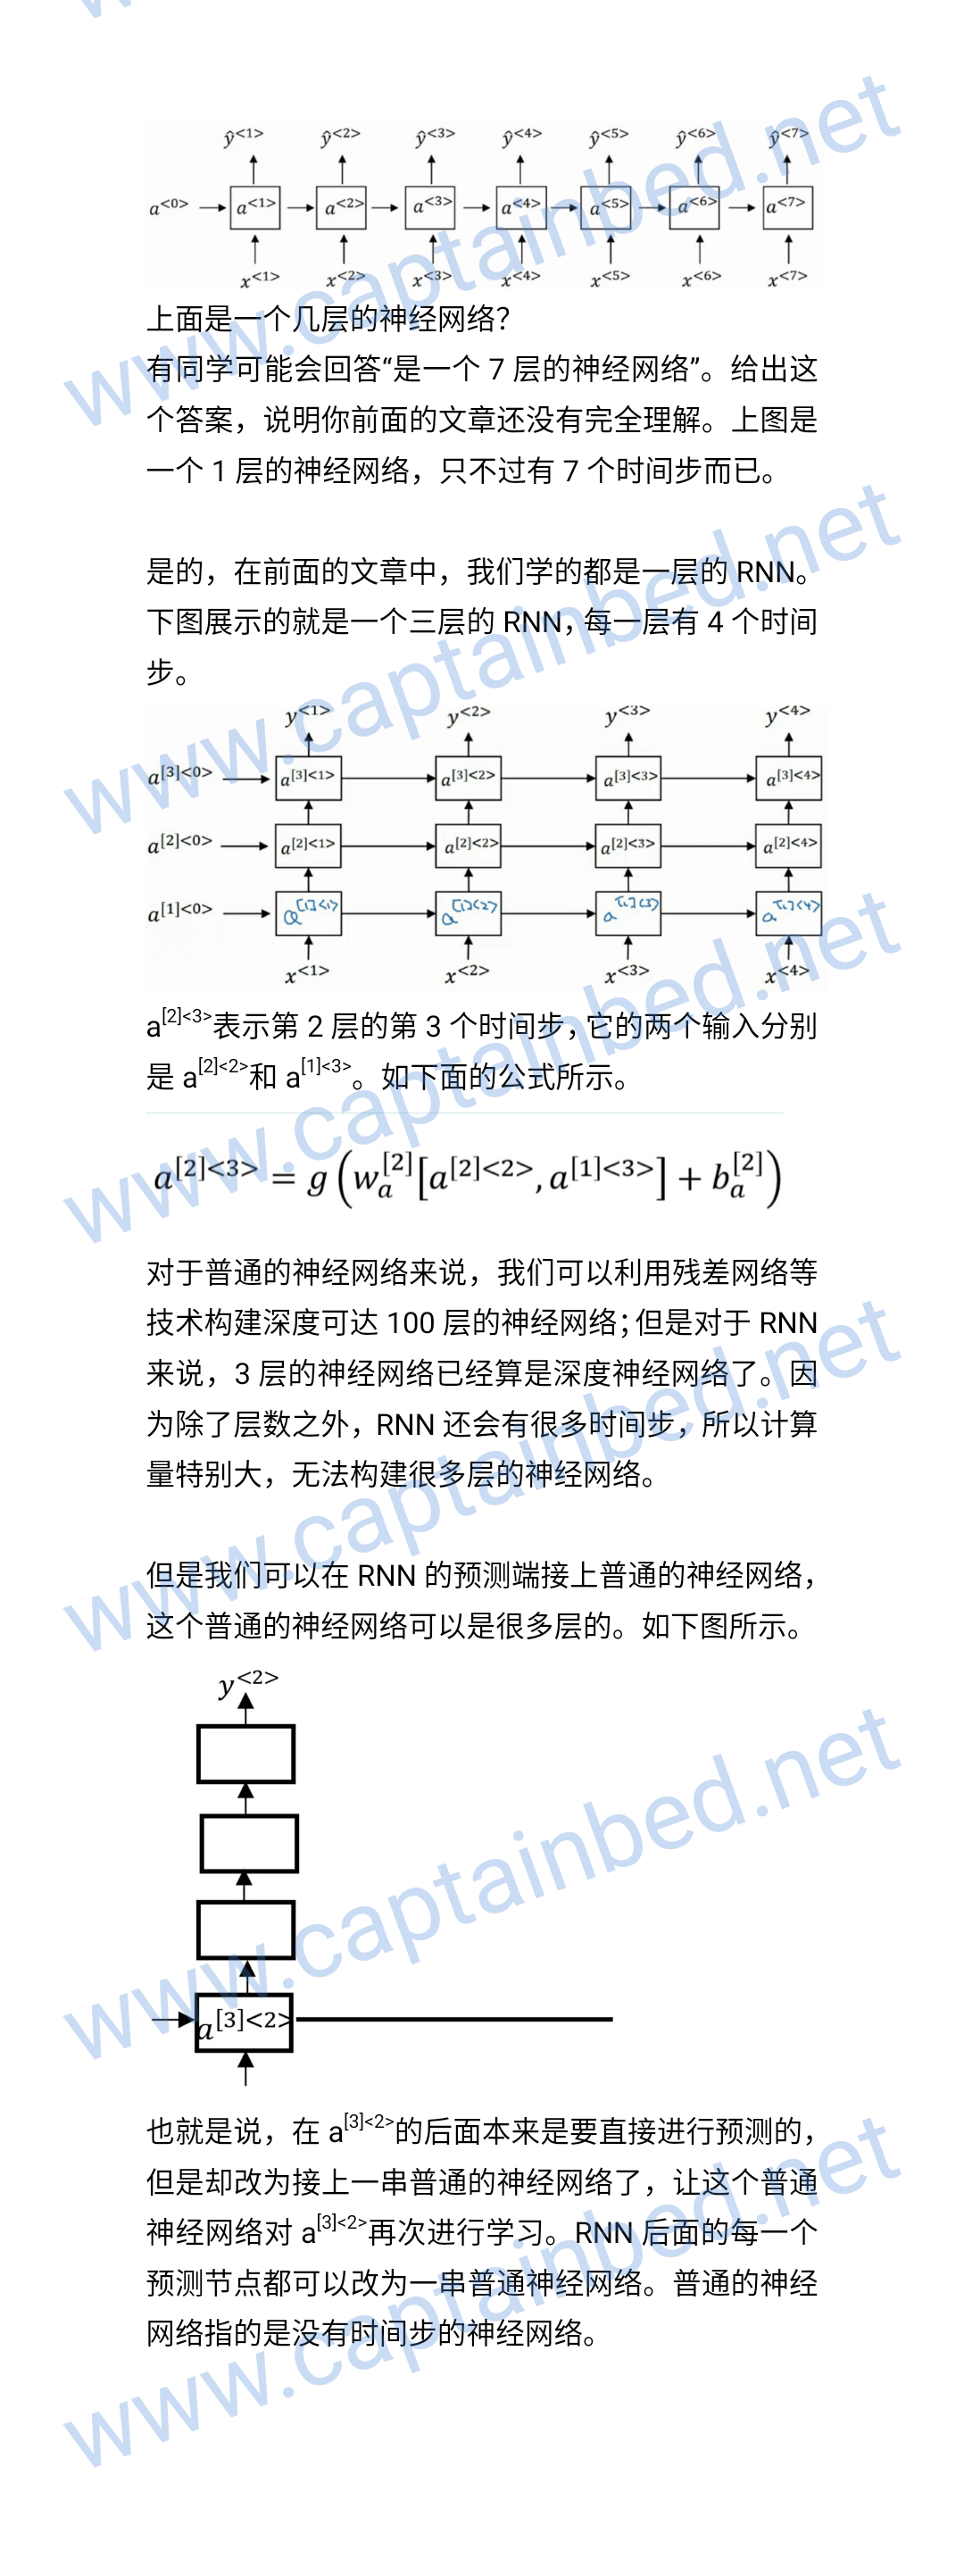 ŷ<1> ŷ<2> ŷ<3> ŷ<4> ŷ<5> ŷ<6> ŷ<7>
a<0> a<1> a<2> a<3> a<4> a<5> a<6> a<7>
x<1> x<2> x<3> x<4> x<5> x<6> x<7>
www.captainbed.net
上面是一个几层的神经网络?
有同学可能会回答“是一个 7 层的神经网络”。给出这
个答案，说明你前面的文章还没有完全理解。上图是
一个 1 层的神经网络，只不过有 7 个时间步而已。
www.captainbed.net
是的，在前面的文章中，我们学的都是一层的 RNN。
下图展示的就是一个三层的 RNN，每一层有 4 个时间
步。
y<1> y<2> y<3> y<4>
a[3]<0> a[3]<1> a[3]<2> a[3]<3> a[3]<4>
a[2]<0> a[2]<1> a[2]<2> a[2]<3> a[2]<4>
a[1]<0> a[1]<1> a[1]<2> a[1]<3> a[1]<4>
x<1> x<2> x<3> x<4>
www.captainbed.net
a[2]<3>表示第 2 层的第 3 个时间步，它的两个输入分别
是 a[2]<2>和 a[1]<3>。如下面的公式所示。
a[2]<3> = g(w_a[2][a[2]<2>, a[1]<3>] + b_a[2])
对于普通的神经网络来说，我们可以利用残差网络等
技术构建深度可达 100 层的神经网络；但是对于 RNN
来说，3 层的神经网络已经算是深度神经网络了。因
为除了层数之外，RNN 还会有很多时间步，所以计算
量特别大，无法构建很多层的神经网络。
www.captainbed.net
但是我们可以在 RNN 的预测端接上普通的神经网络，
这个普通的神经网络可以是很多层的。如下图所示。
y<2>
www.captainbed.net
a[3]<2>
也就是说，在 a[3]<2>的后面本来是要直接进行预测的，
但是却改为接上一串普通的神经网络了，让这个普通
神经网络对 a[3]<2>再次进行学习。RNN 后面的每一个
预测节点都可以改为一串普通神经网络。普通的神经
网络指的是没有时间步的神经网络。
www.captainbed.net